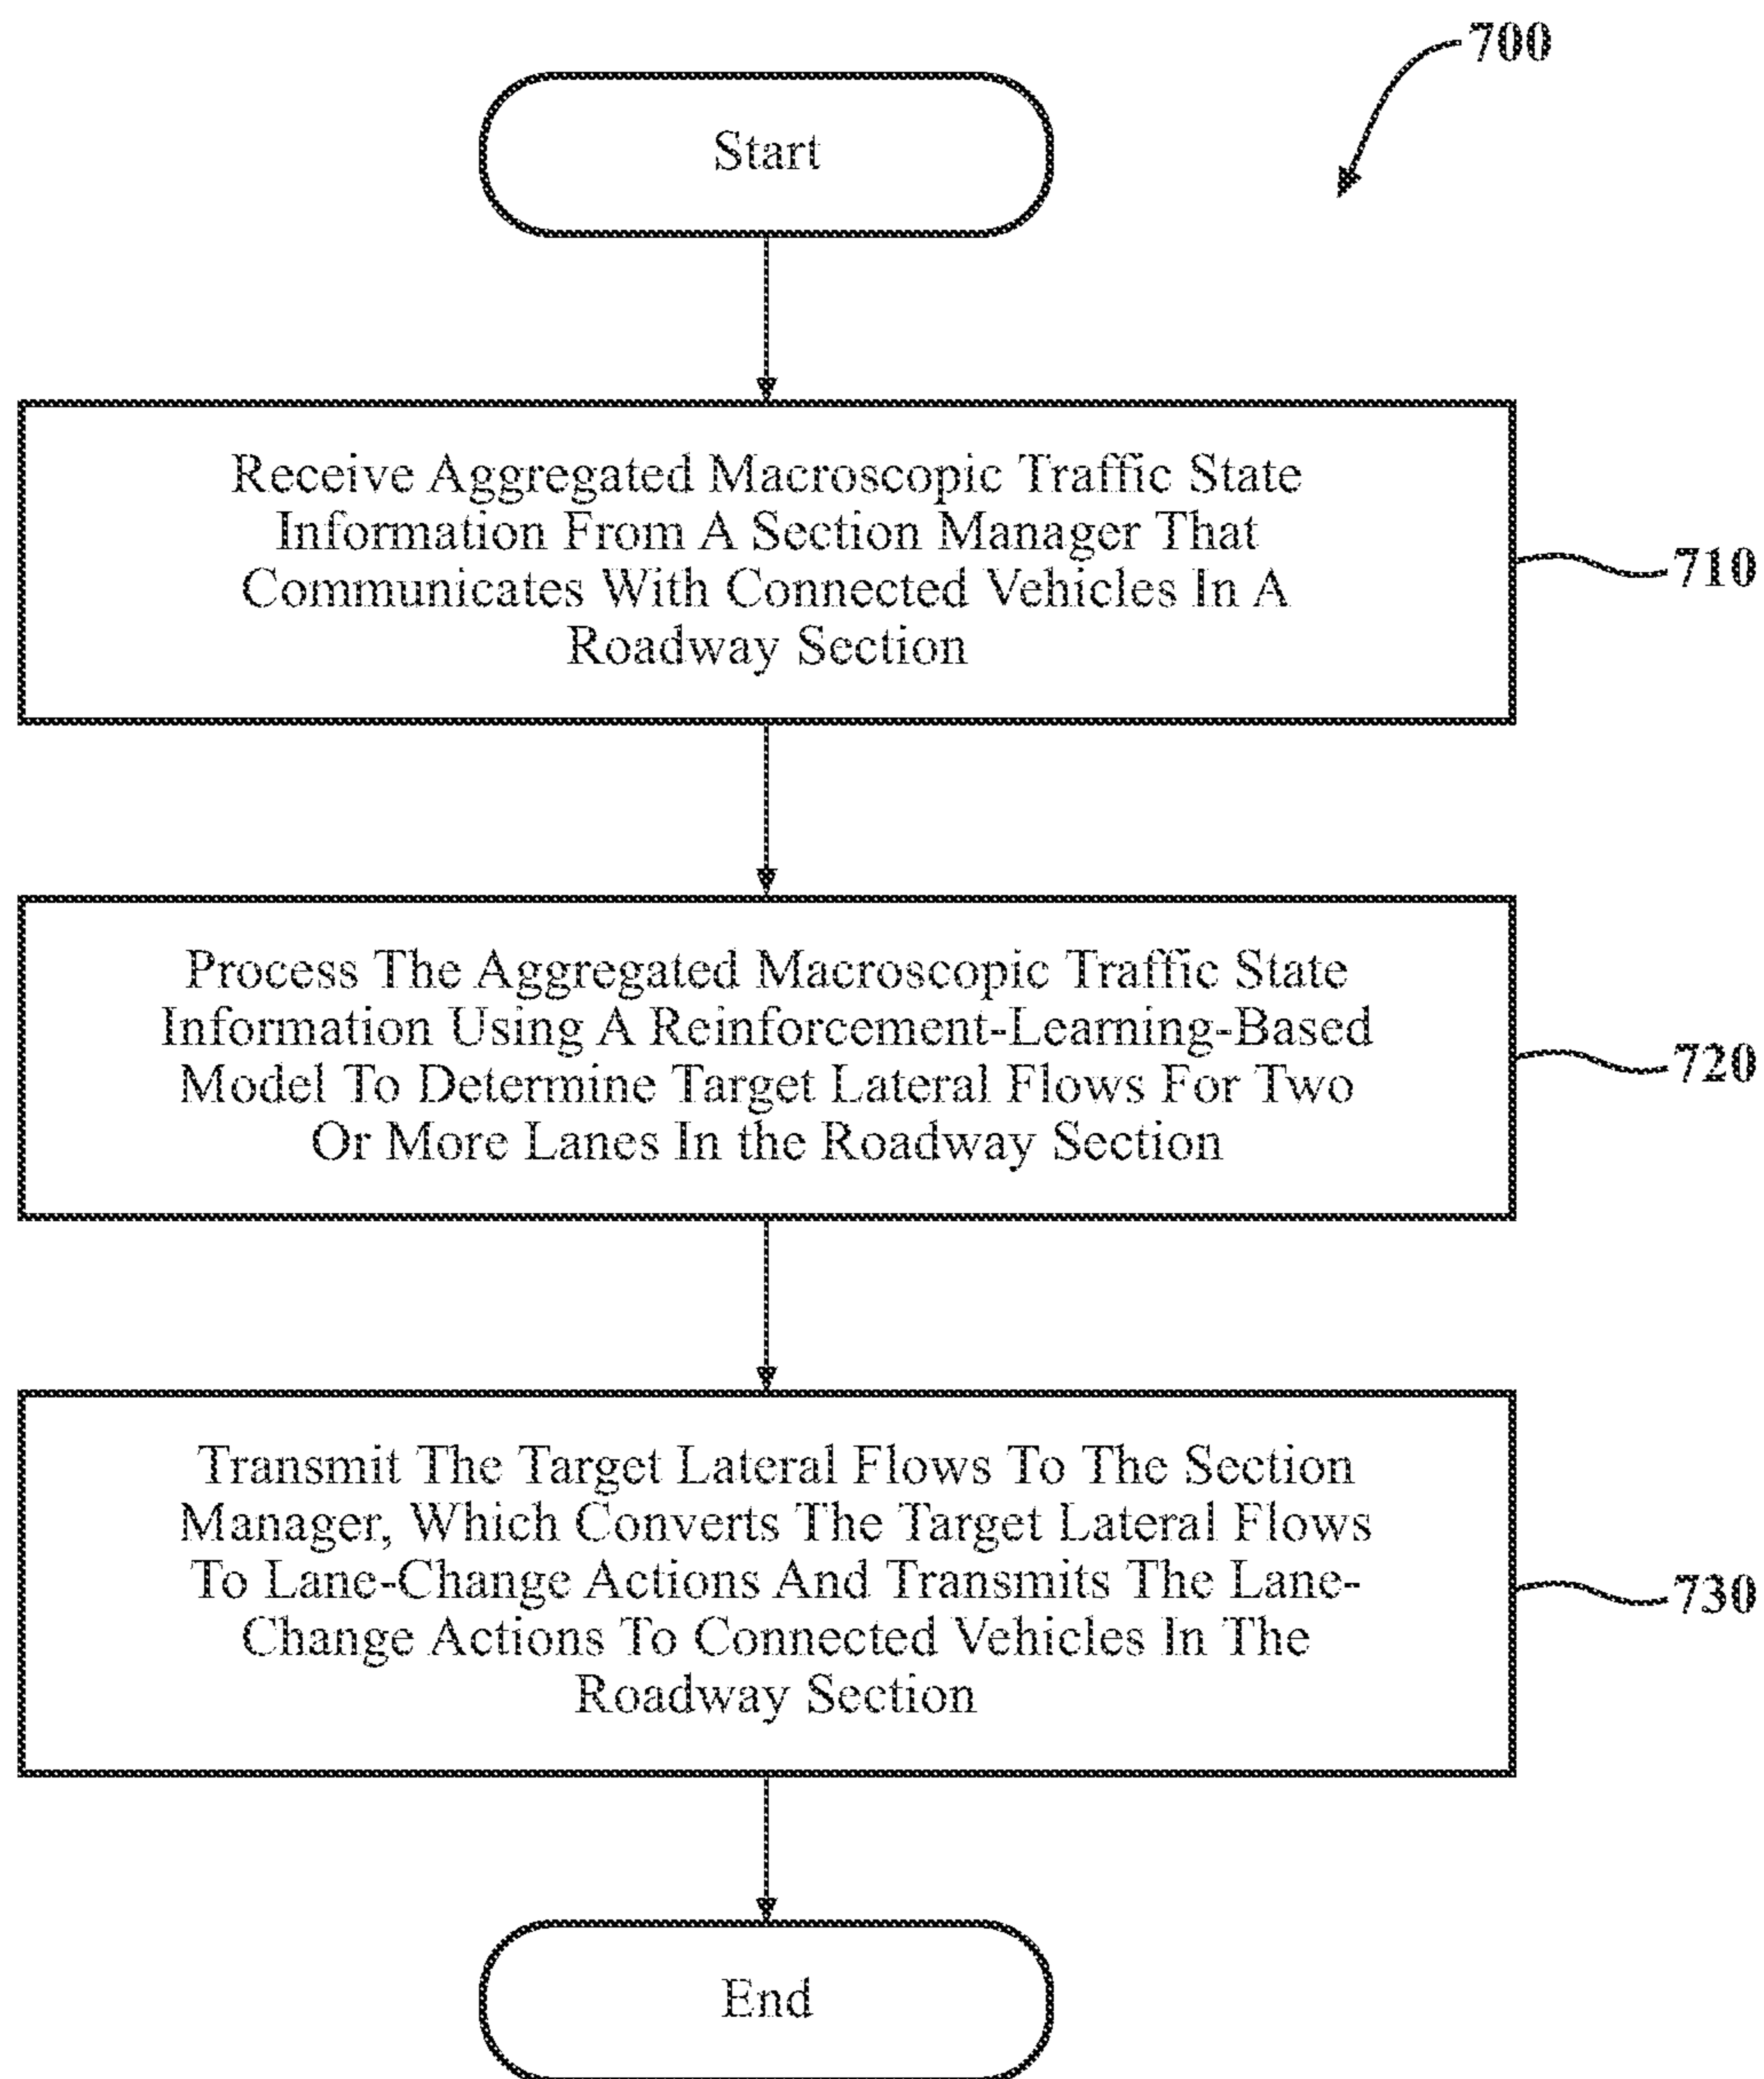 700
Start
Receive Aggregated Macroscopic Traffic State
Information From A Section Manager That
Communicates With Connected Vehicles In A
Roadway Section
710
Process The Aggregated Macroscopic Traffic State
Information Using A Reinforcement-Learning-Based
Model To Determine Target Lateral Flows For Two
Or More Lanes In the Roadway Section
720
Transmit The Target Lateral Flows To The Section
Manager, Which Converts The Target Lateral Flows
To Lane-Change Actions And Transmits The Lane-
Change Actions To Connected Vehicles In The
Roadway Section
730
End